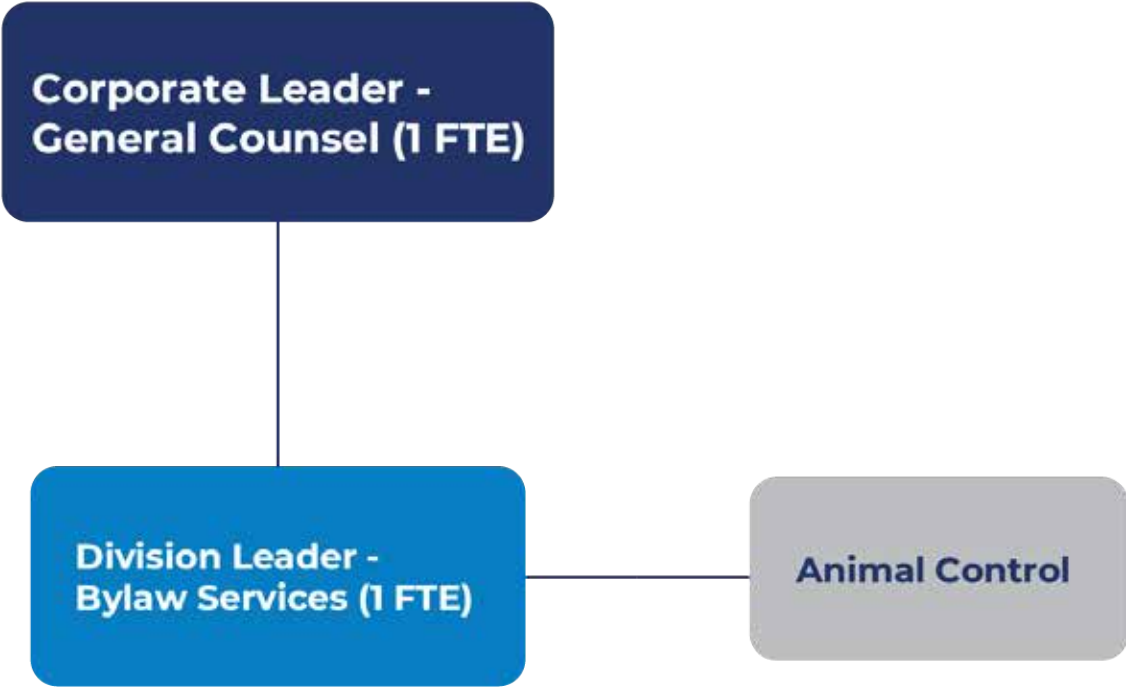 Corporate Leader -
General Counsel (1 FTE)
Division Leader -
Bylaw Services (1 FTE)
Animal Control